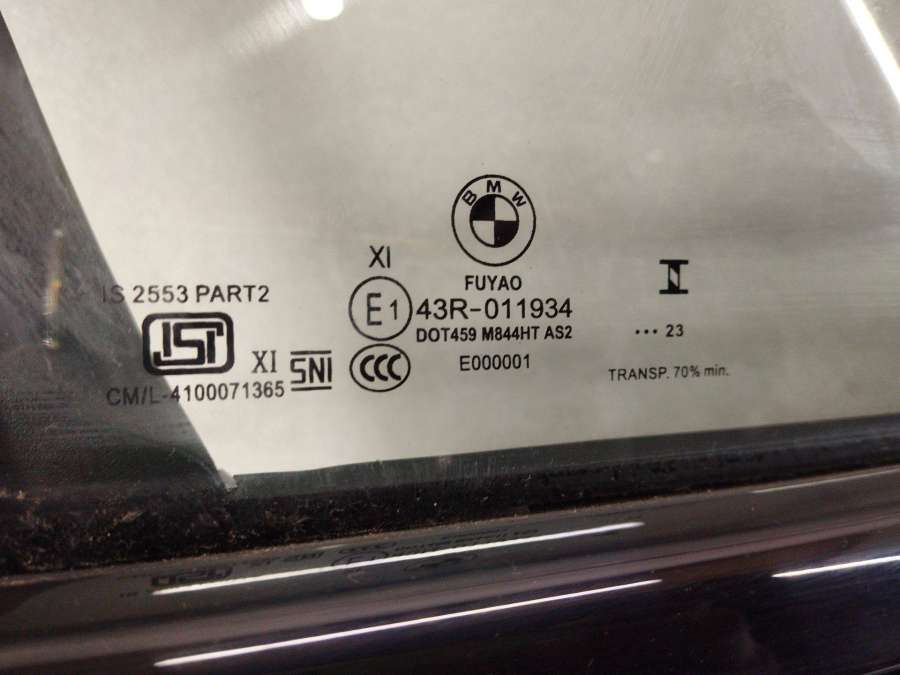 BMW
XI
FUYAO
IS 2553 PART2
E1 43R-011934
DOT459 M844HT AS2
••• 23
ISI XI SNI CCC E000001
TRANSP. 70% min.
CM/L-4100071365